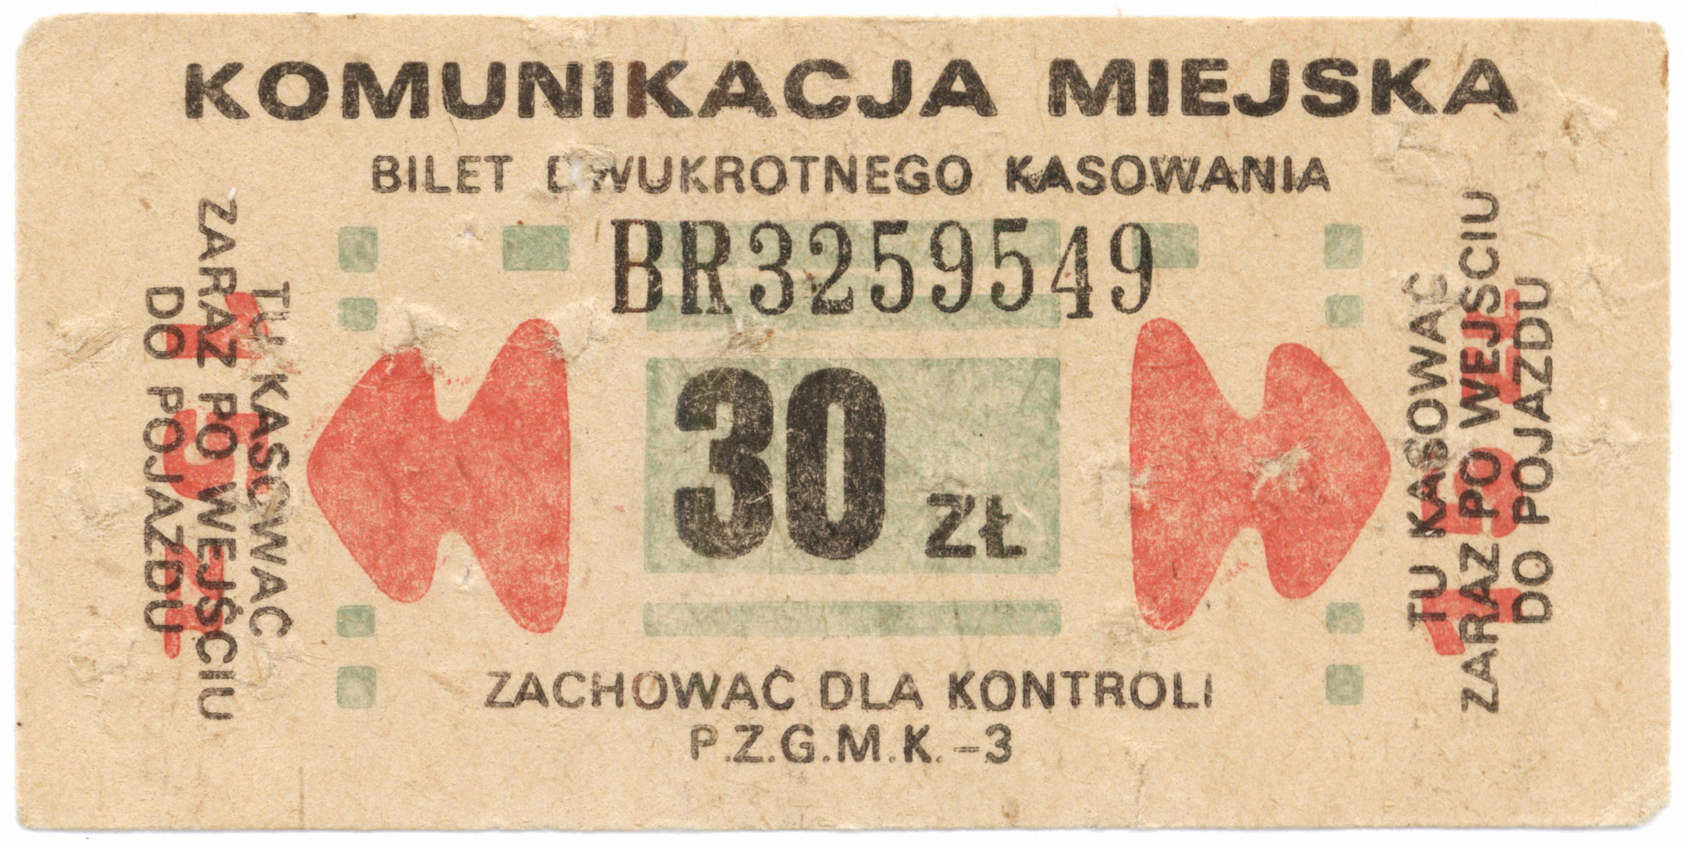 KOMUNIKACJA MIEJSKA
BILET DWUKROTNEGO KASOWANIA
BR3259549
30 ZŁ
ZACHOWAĆ DLA KONTROLI
P.Z.G.M.K.-3
TU KASOWAĆ
ZARAZ PO WEJŚCIU
DO POJAZDU
TU KASOWAĆ
ZARAZ PO WEJŚCIU
DO POJAZDU